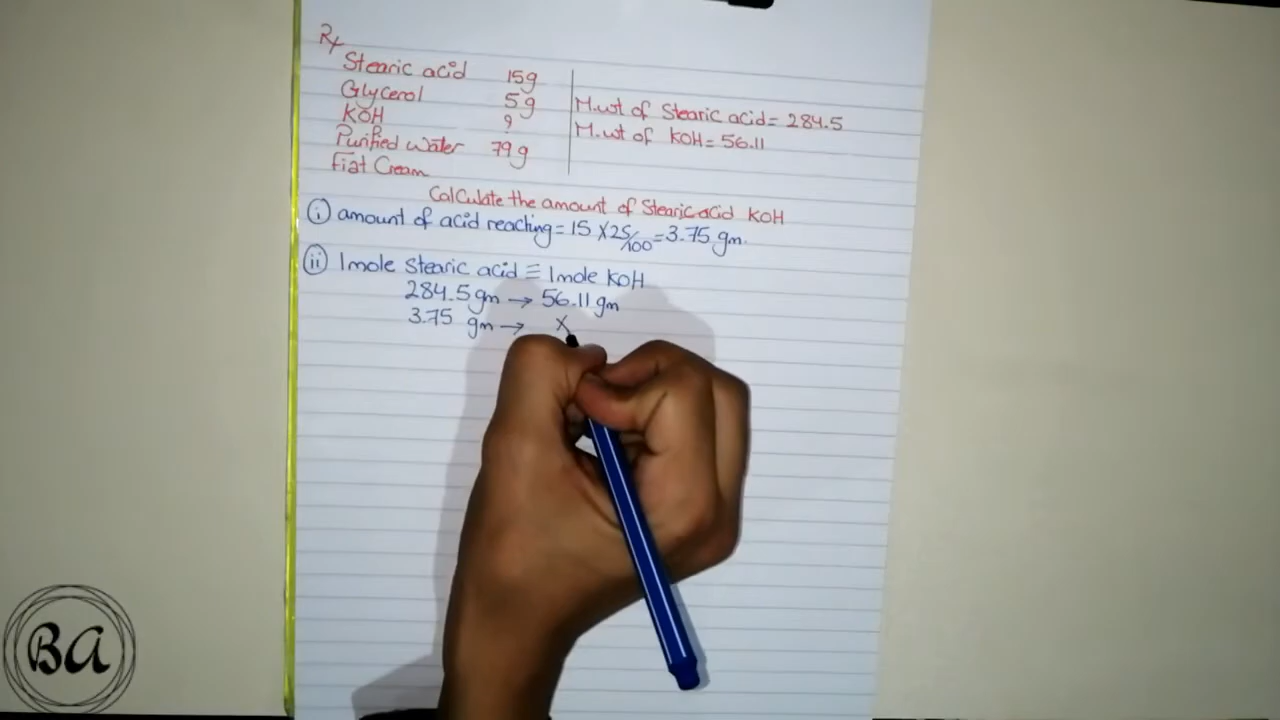 Rx
Stearic acid 15g
Glycerol 5g
KOH ?
Purified water 79g
Fiat Cream
M.wt of Stearic acid = 284.5
M.wt of KOH = 56.11
Calculate the amount of Stearic acid KOH
(i) amount of acid reaching = 15 X 25/100 = 3.75 gm.
(ii) 1mole Stearic acid ≡ 1mole KOH
284.5 gm → 56.11 gm
3.75 gm → X
BA